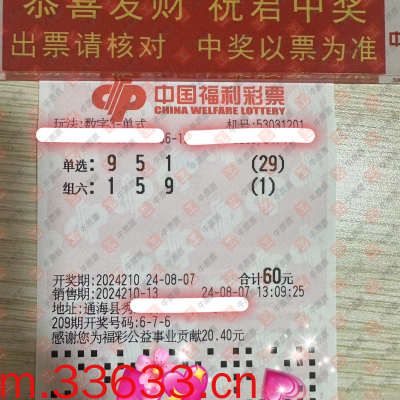 恭喜发财 祝君中奖
出票请核对 中奖以票为准
中国福利彩票
CHINA WELFARE LOTTERY
玩法:数字3-单式 机号:53031201
单选: 9 5 1 (29)
组六: 1 5 9 (1)
开奖期:2024210 24-08-07 合计60元
销售期:2024210-13 24-08-07 13:09:25
地址:通海县秀
209期开奖号码:6-7-6
感谢您为福彩公益事业贡献20.40元
m.33633.cn